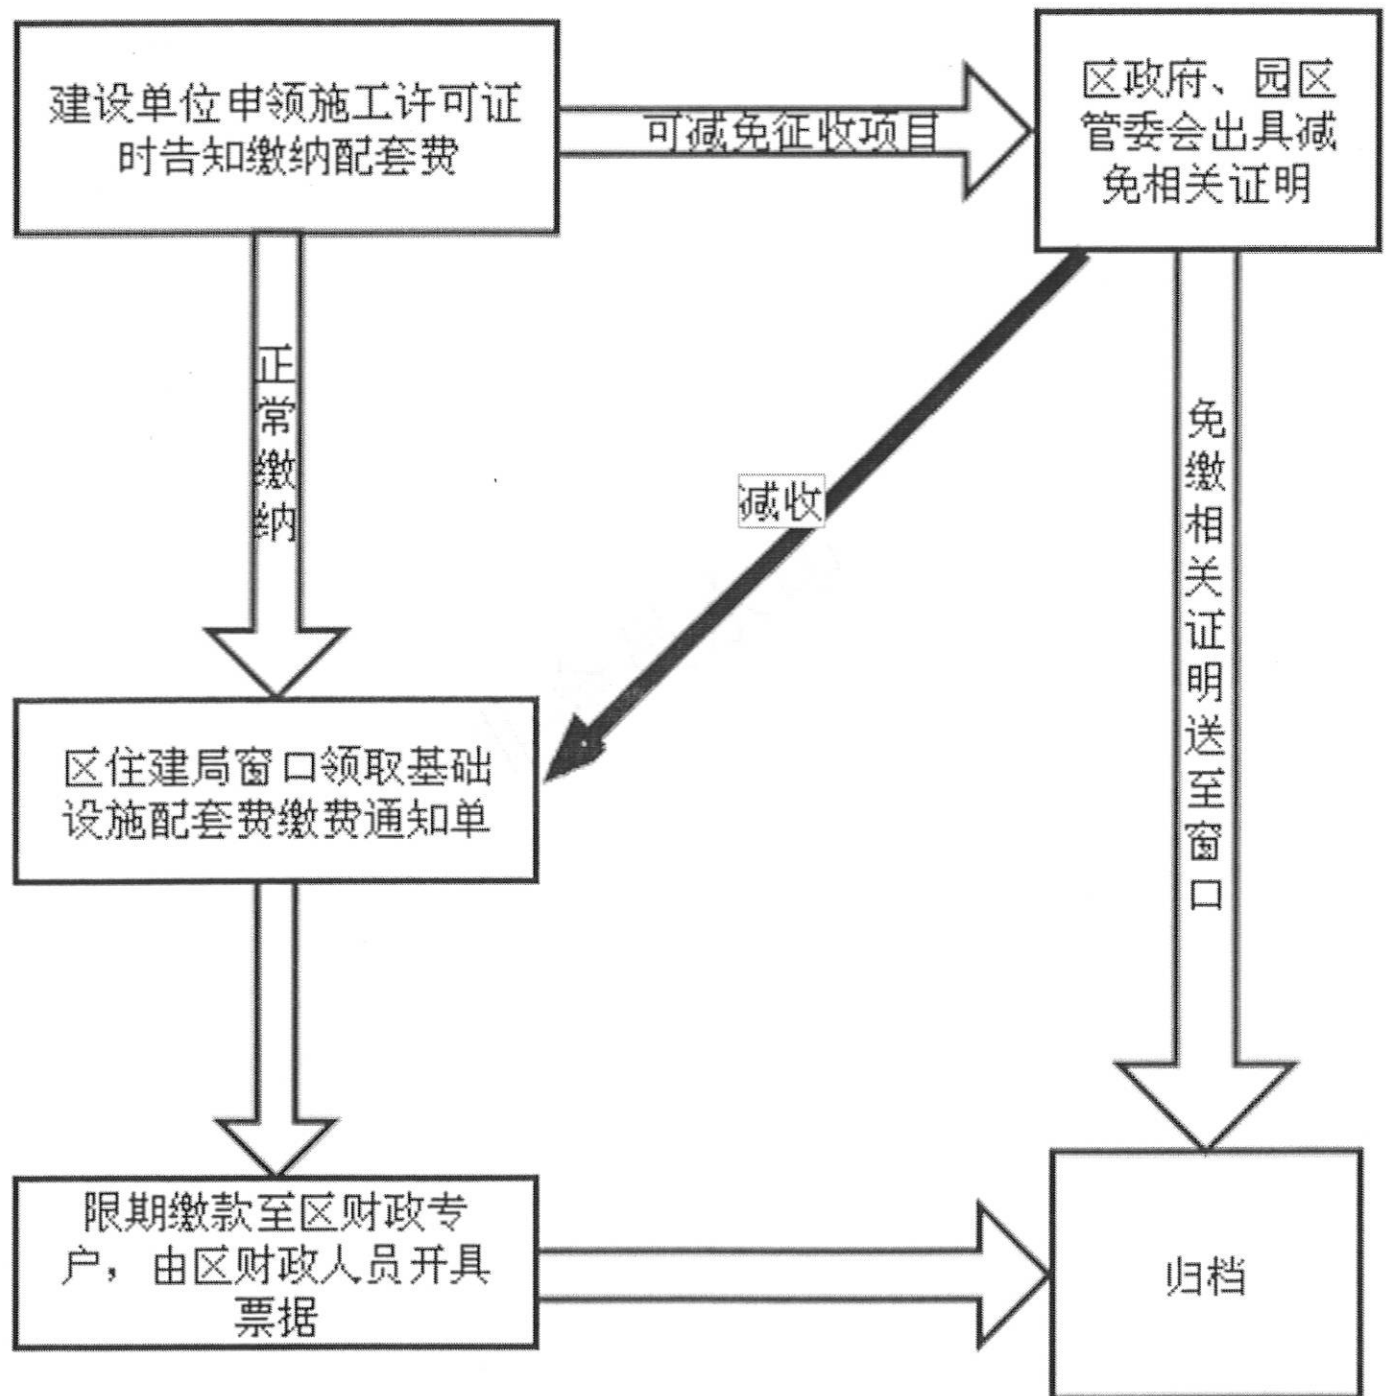 建设单位申领施工许可证
时告知缴纳配套费
可减免征收项目
区政府、园区
管委会出具减
免相关证明
正常缴纳
减收
免缴相关证明送至窗口
区住建局窗口领取基础
设施配套费缴费通知单
限期缴款至区财政专
户，由区财政人员开具
票据
归档